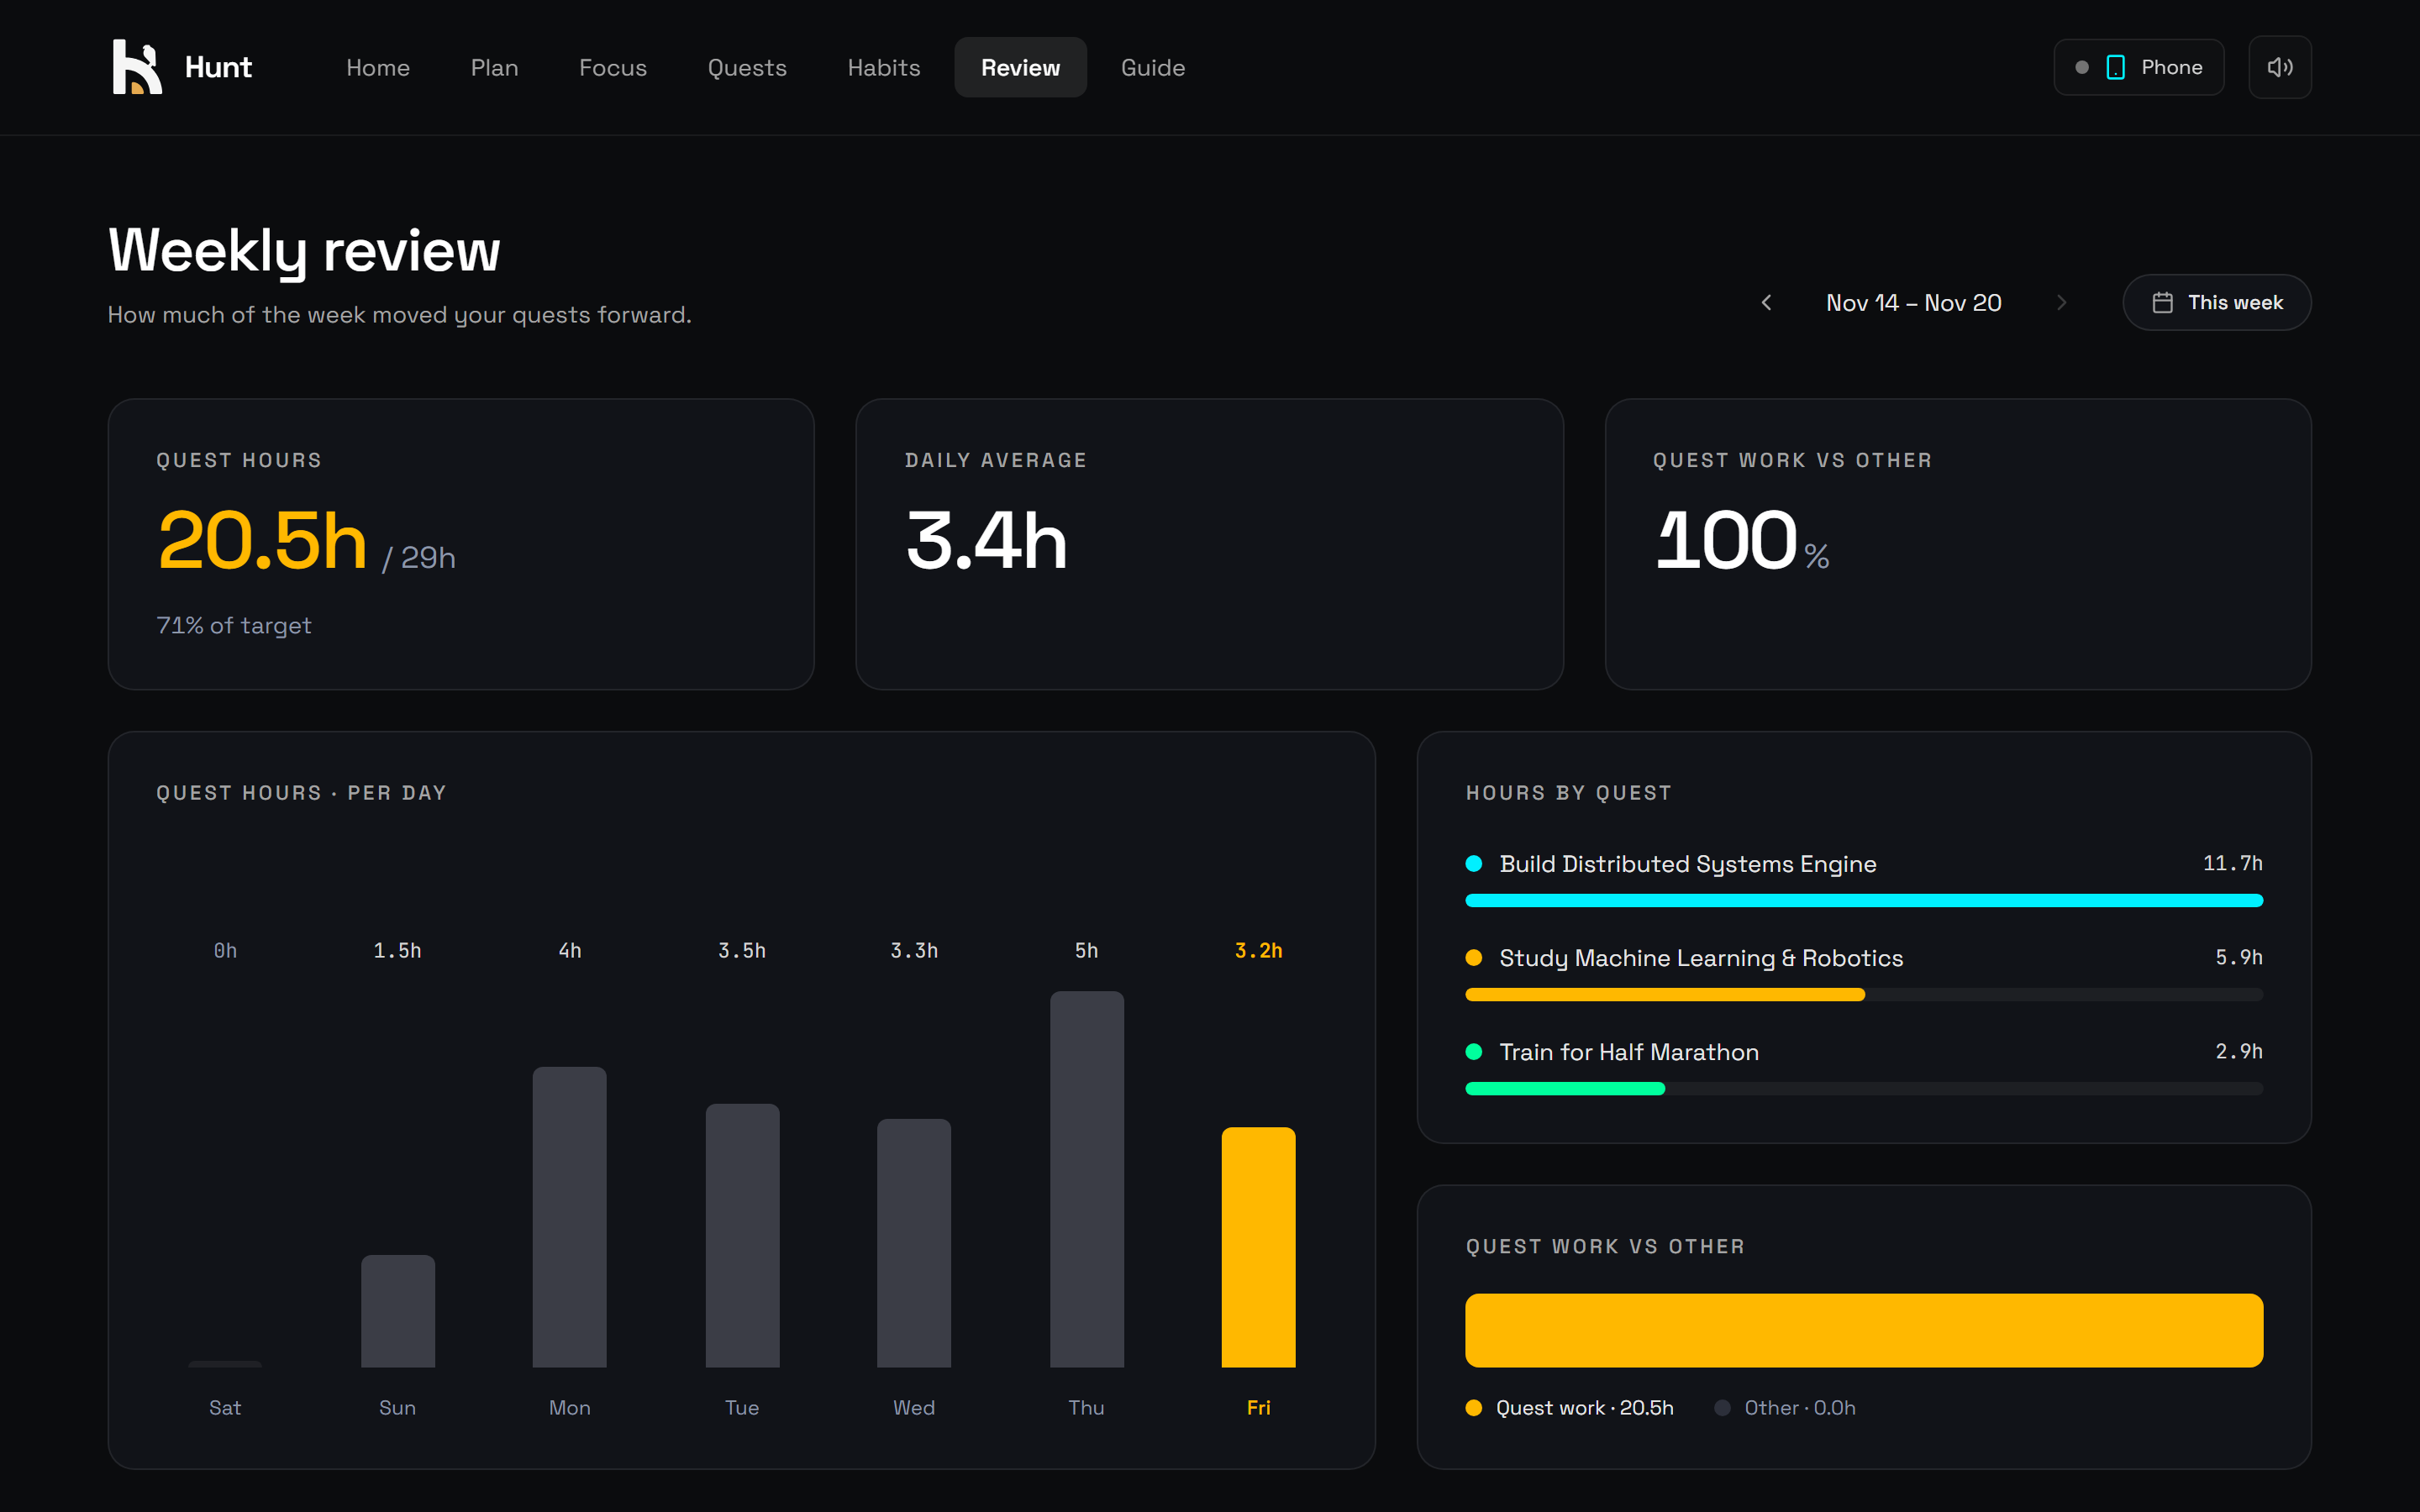 Hunt
Home
Plan
Focus
Quests
Habits
Review
Guide
Phone
Weekly review
How much of the week moved your quests forward.
Nov 14 – Nov 20
This week
QUEST HOURS
20.5h / 29h
71% of target
DAILY AVERAGE
3.4h
QUEST WORK VS OTHER
100%
QUEST HOURS · PER DAY
0h
1.5h
4h
3.5h
3.3h
5h
3.2h
Sat
Sun
Mon
Tue
Wed
Thu
Fri
HOURS BY QUEST
Build Distributed Systems Engine 11.7h
Study Machine Learning & Robotics 5.9h
Train for Half Marathon 2.9h
QUEST WORK VS OTHER
Quest work · 20.5h
Other · 0.0h